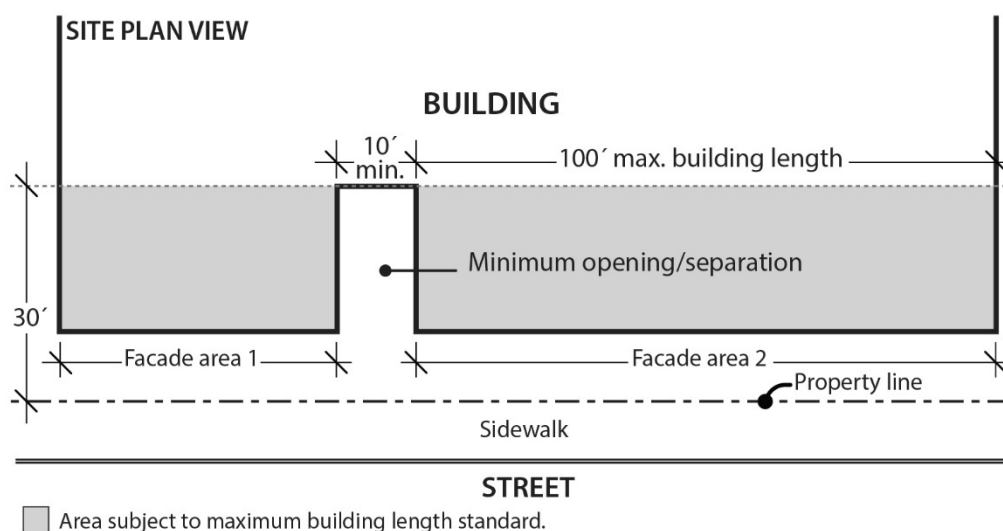 SITE PLAN VIEW
BUILDING
10´
min.
100´ max. building length
Minimum opening/separation
30´
Facade area 1
Facade area 2
Property line
Sidewalk
STREET
Area subject to maximum building length standard.